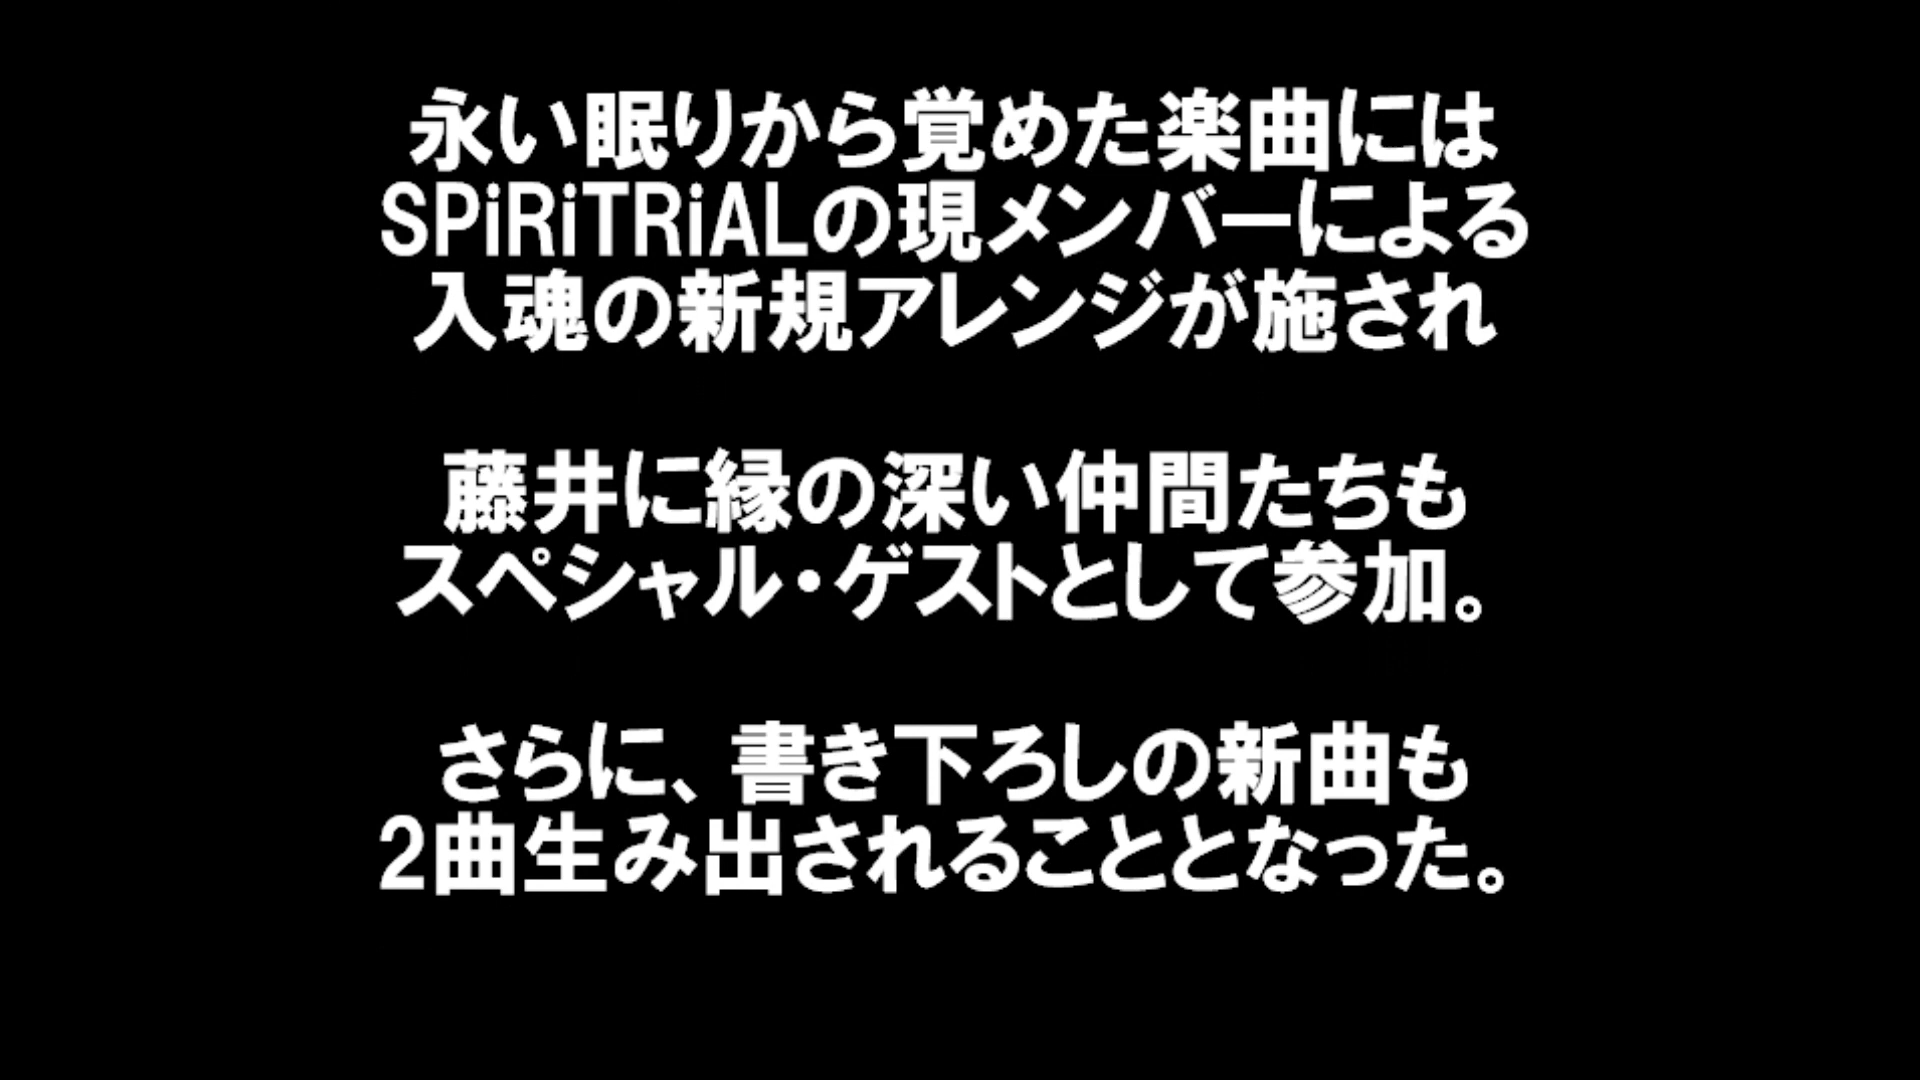 永い眠りから覚めた楽曲には
SPiRiTRiALの現メンバーによる
入魂の新規アレンジが施され
藤井に縁の深い仲間たちも
スペシャル・ゲストとして参加。
さらに、書き下ろしの新曲も
2曲生み出されることとなった。